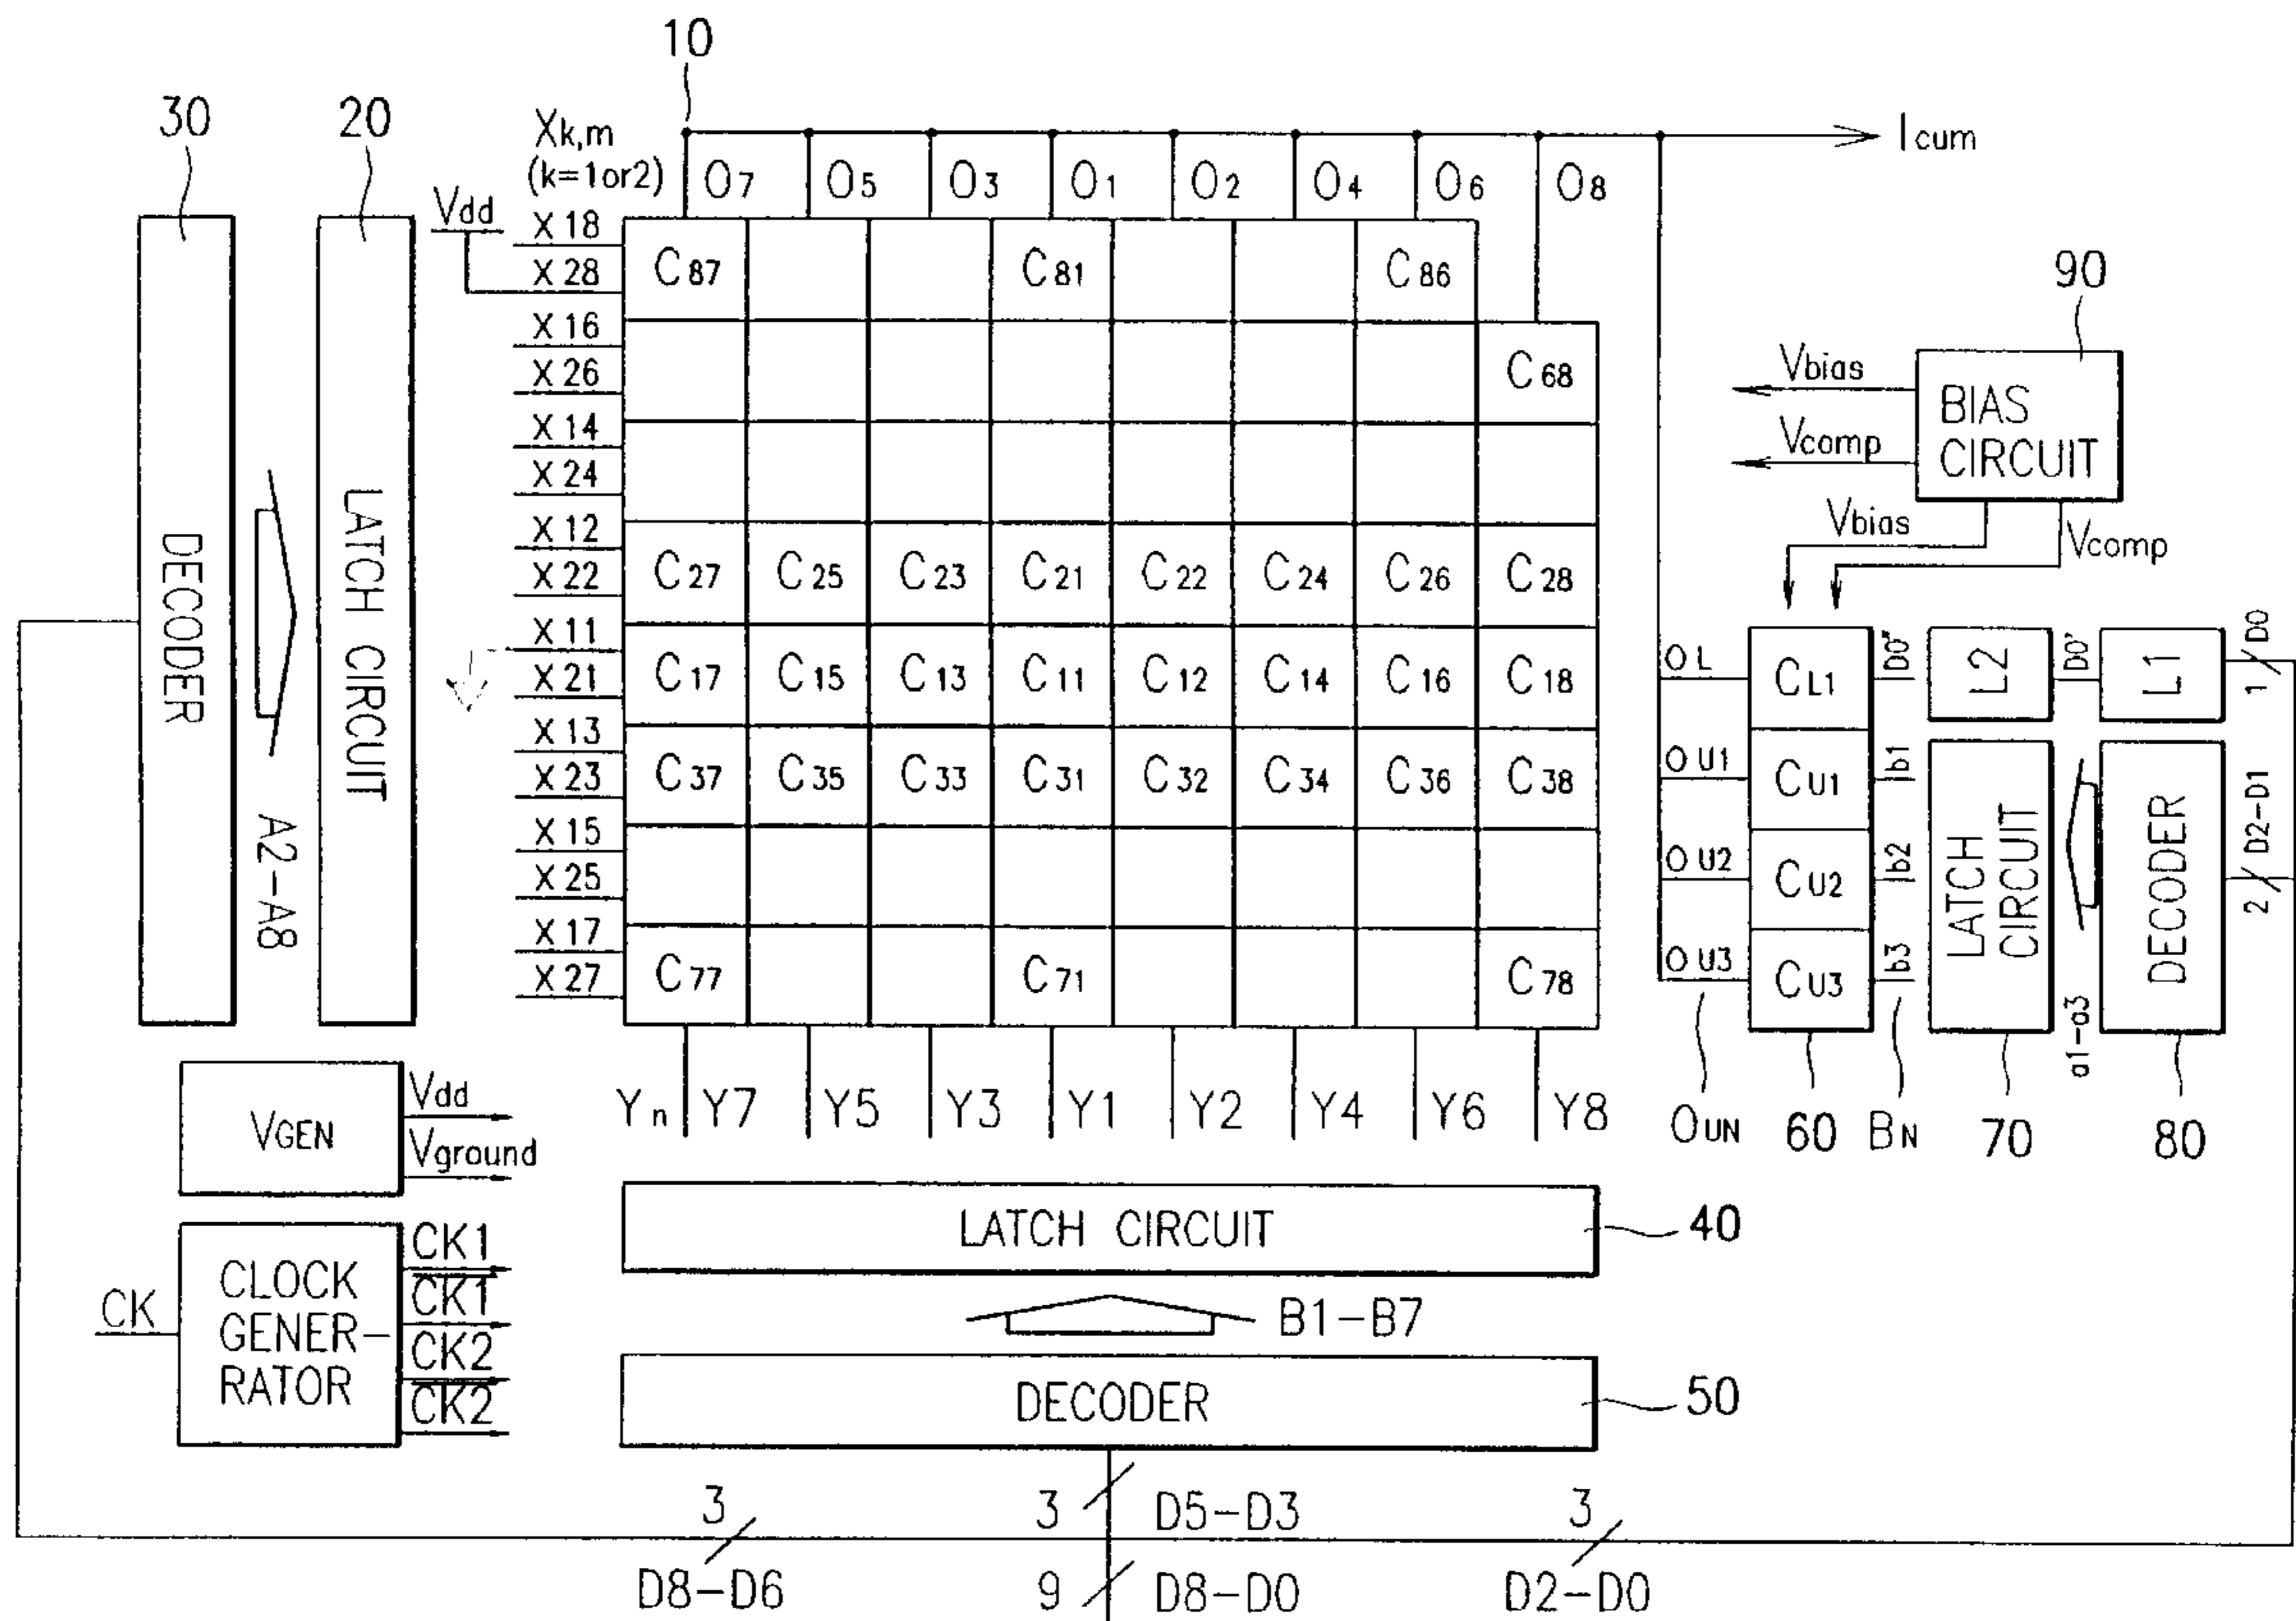 10
30
20
Xk,m
(k=1or2)
O7 O5 O3 O1 O2 O4 O6 O8
Icum
Vdd
X18
X28
C87 C81 C86
X16
X26
C68
X14
X24
X12
X22
C27 C25 C23 C21 C22 C24 C26 C28
X11
X21
C17 C15 C13 C11 C12 C14 C16 C18
X13
X23
C37 C35 C33 C31 C32 C34 C36 C38
X15
X25
X17
X27
C77 C71 C78
DECODER
A2-A8
LATCH CIRCUIT
90
BIAS
CIRCUIT
Vbias
Vcomp
Vbias
Vcomp
OL CL1 D0" L2 D0' L1 1 D0
OU1 CU1 b1
OU2 CU2 b2
OU3 CU3 b3
LATCH
CIRCUIT
a1-a3
DECODER
2 D2-D1
OUN 60 BN 70 80
Yn Y7 Y5 Y3 Y1 Y2 Y4 Y6 Y8
VGEN
Vdd
Vground
CK
CLOCK
GENER-
RATOR
CK1
C̅K̅1̅
CK2
C̅K̅2̅
LATCH CIRCUIT
40
B1-B7
DECODER
50
3 D5-D3
3
D8-D6
9 D8-D0
3
D2-D0